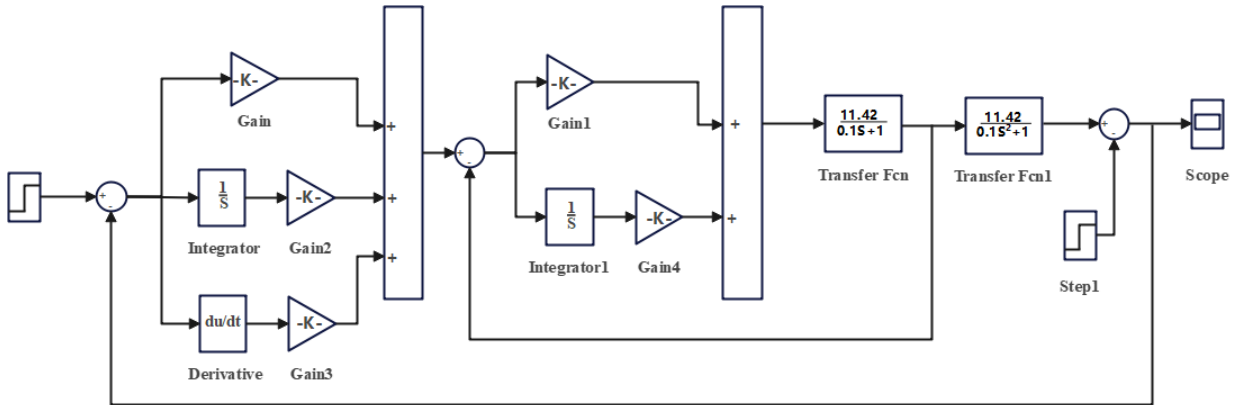 -K-
Gain
1
S
Integrator
-K-
Gain2
du/dt
Derivative
-K-
Gain3
+
+
+
+
-
+
-
-K-
Gain1
1
S
Integrator1
-K-
Gain4
+
+
11.42
0.1S+1
Transfer Fcn
11.42
0.1S²+1
Transfer Fcn1
+
-
Step1
Scope